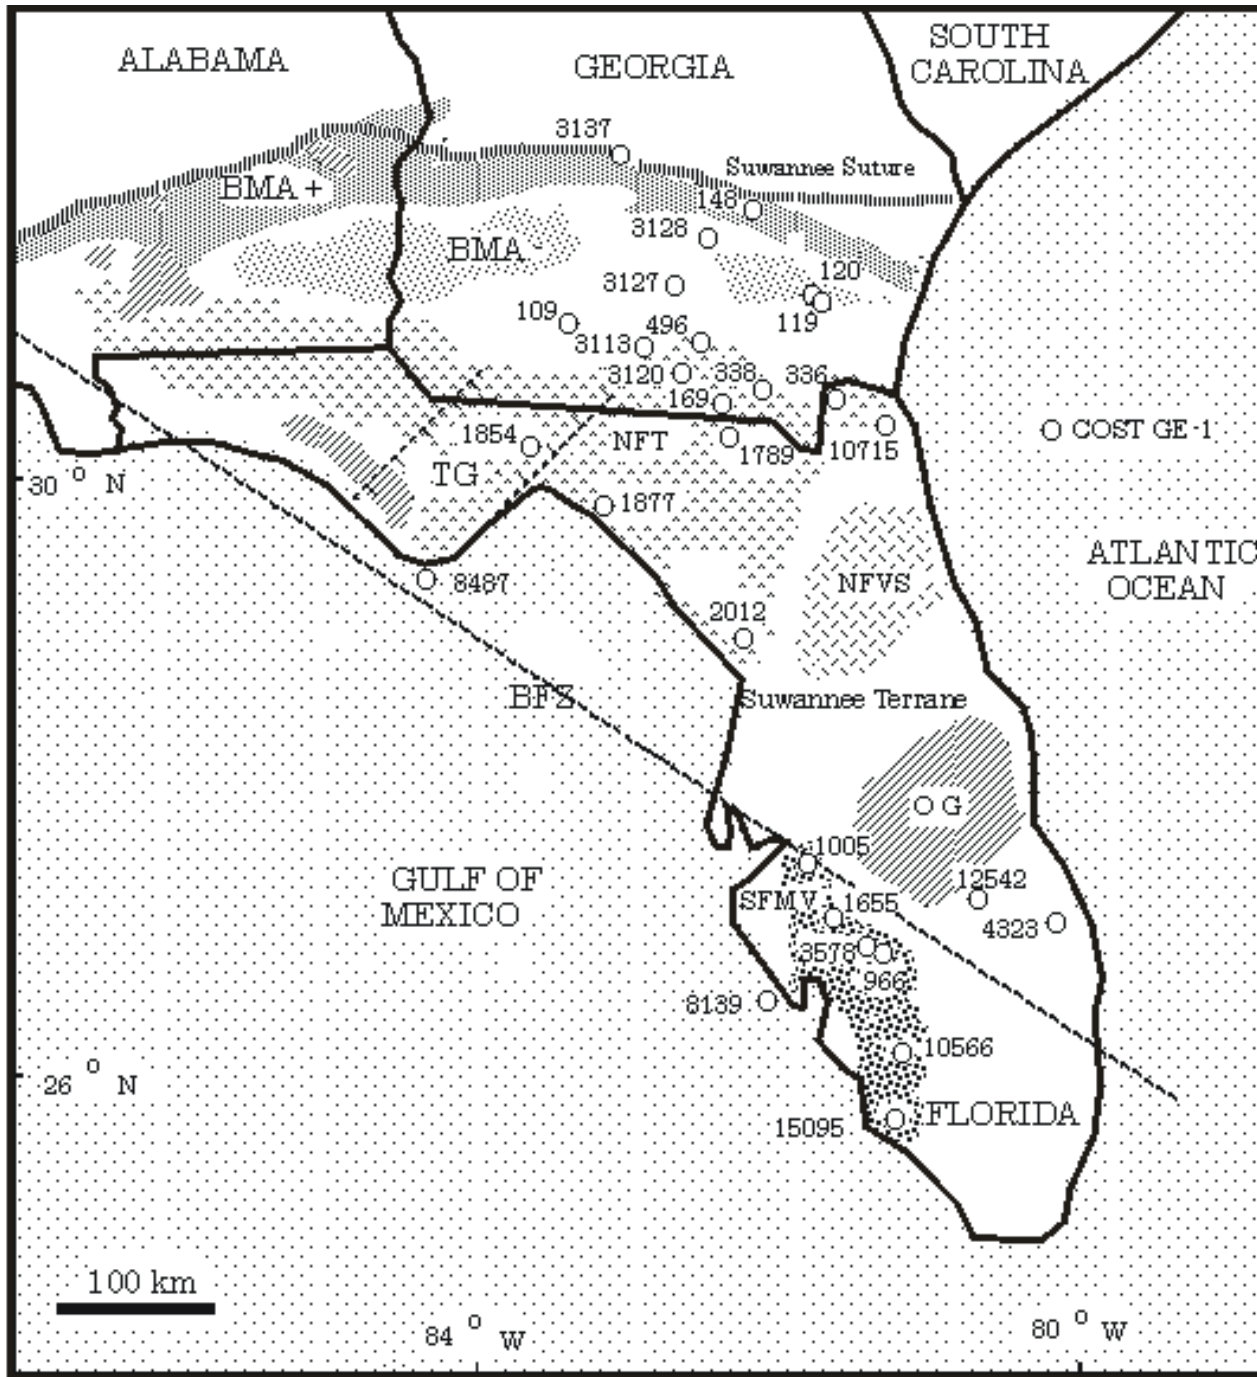 ALABAMA
GEORGIA
SOUTH
CAROLINA
3137
Suwannee Suture
BMA +
148
3128
BMA -
120
3127
109
496
119
3113
3120
338
336
169
1854
NFT
1789
10715
COST GE-1
TG
30 o N
1877
ATLANTIC
OCEAN
8487
NFVS
2012
BFZ
Suwannee Terrane
OG
1005
GULF OF
MEXICO
12542
SFMV
1655
4323
3578
966
8139
10566
26 o N
15095
FLORIDA
100 km
84 o W
80 o W